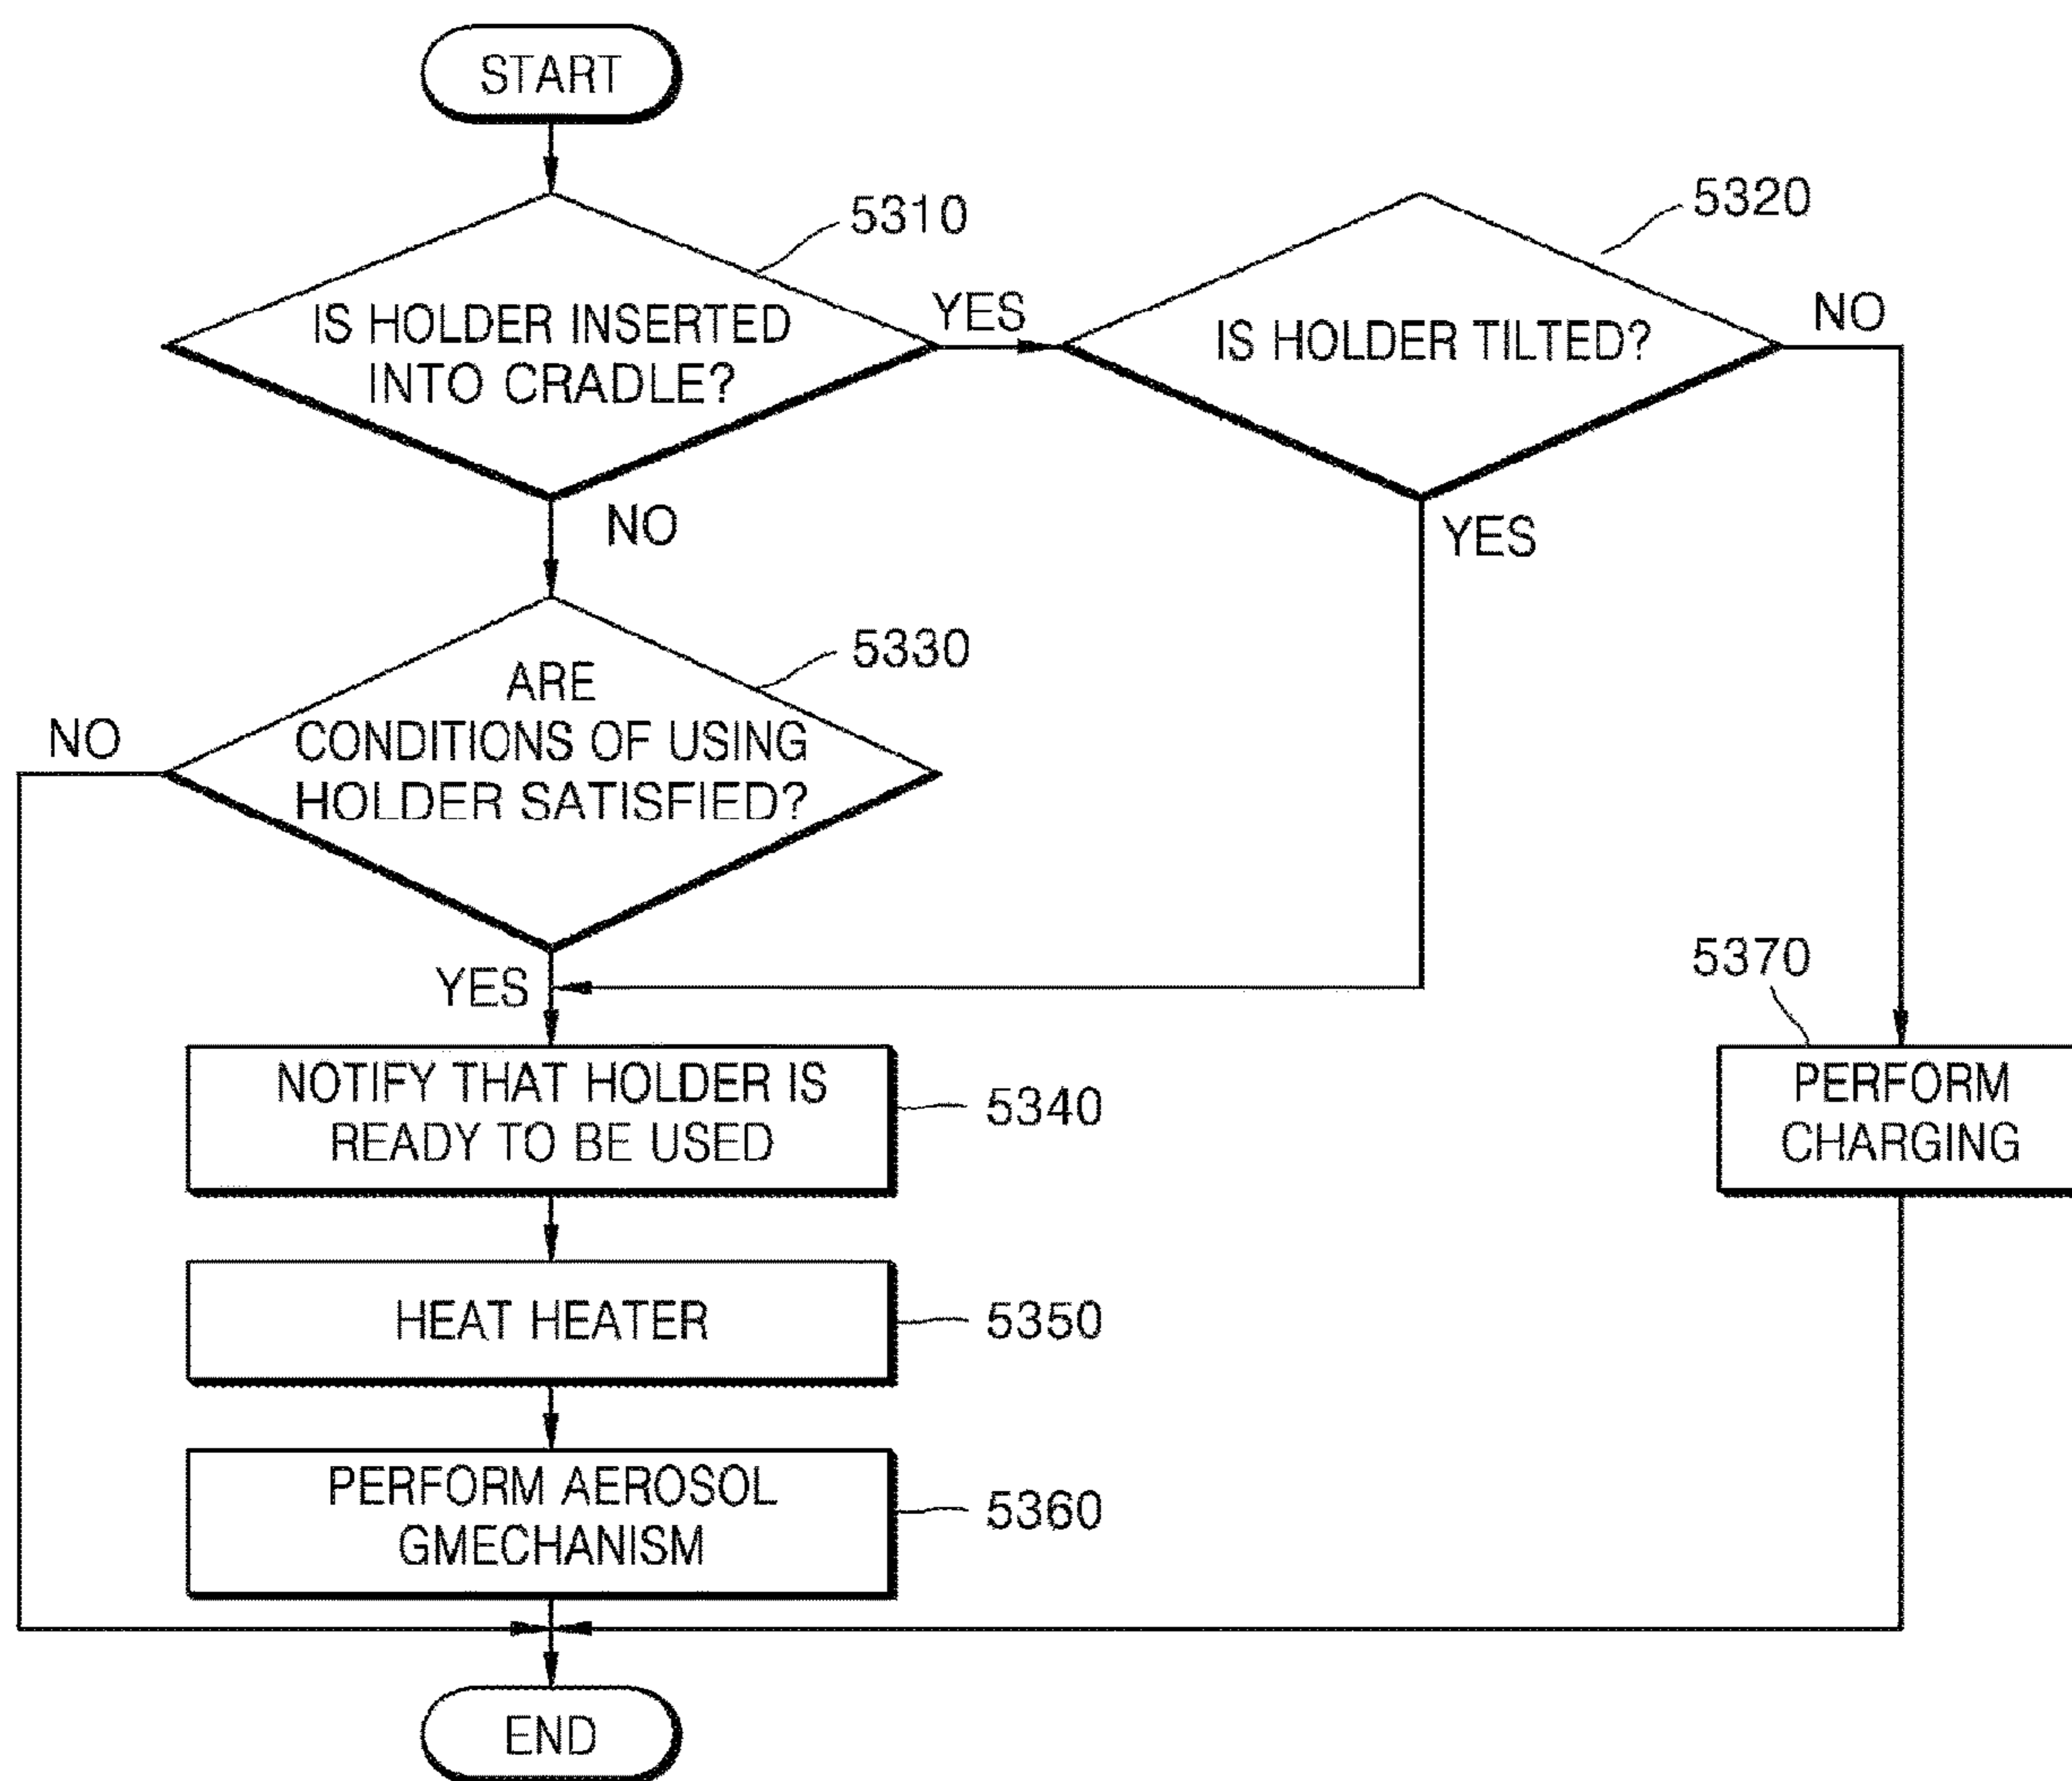 START
5310
5320
IS HOLDER INSERTED
INTO CRADLE?
YES
IS HOLDER TILTED?
NO
NO
YES
5330
ARE
CONDITIONS OF USING
HOLDER SATISFIED?
NO
YES
5370
NOTIFY THAT HOLDER IS
READY TO BE USED
5340
PERFORM
CHARGING
HEAT HEATER
5350
PERFORM AEROSOL
GMECHANISM
5360
END